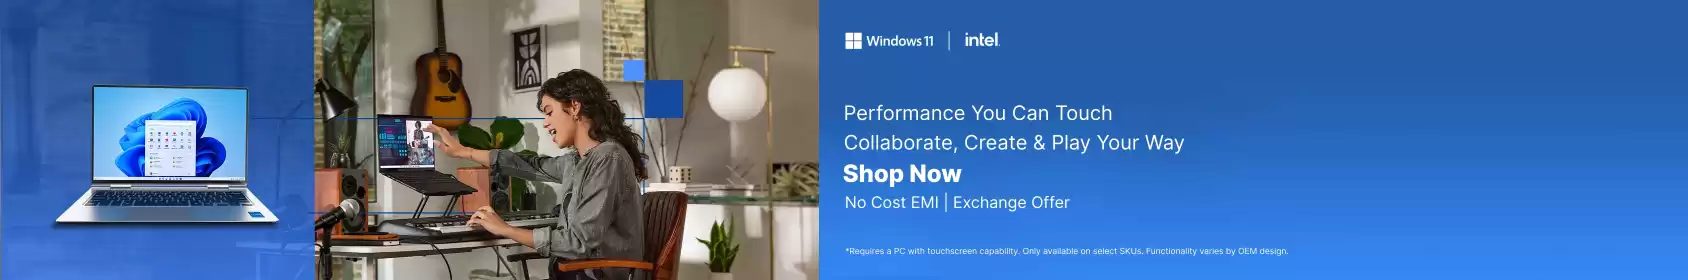 Windows 11 | intel.
Performance You Can Touch
Collaborate, Create & Play Your Way
Shop Now
No Cost EMI | Exchange Offer
*Requires a PC with touchscreen capability. Only available on select SKUs. Functionality varies by OEM design.